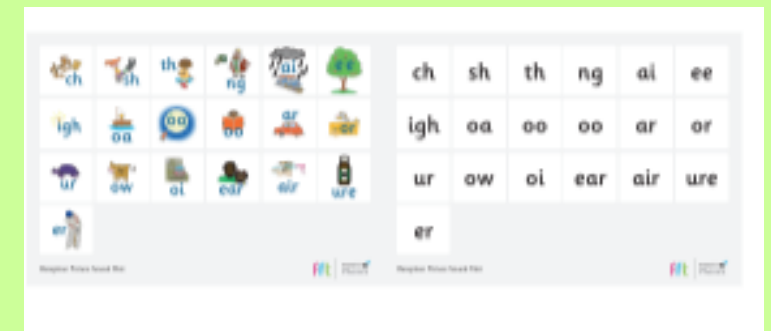 ch sh th ng ai ee
igh oa oo oo ar or
ur ow oi ear air ure
er
fft
ch sh th ng ai ee
igh oa oo oo ar or
ur ow oi ear air ure
er
fft